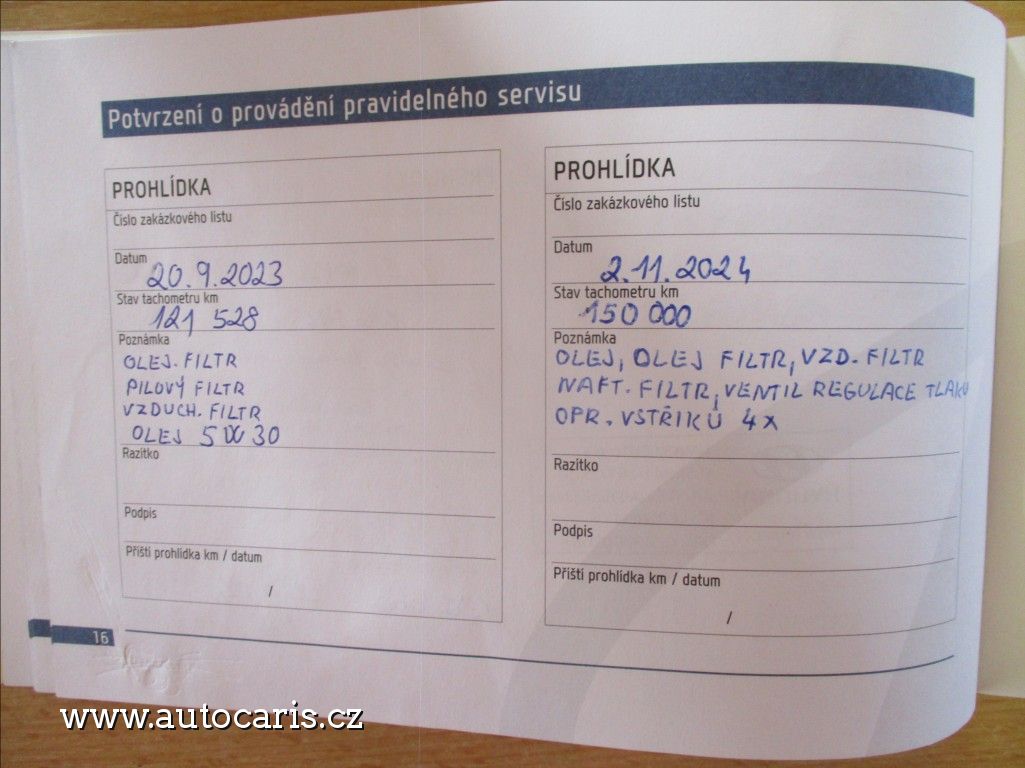 Potvrzení o provádění pravidelného servisu
PROHLÍDKA
Číslo zakázkového listu
Datum
20.9.2023
Stav tachometru km
121 528
Poznámka
OLEJ. FILTR
PILOVÝ FILTR
VZDUCH. FILTR
OLEJ 5W30
Razítko
Podpis
Příští prohlídka km / datum
/
PROHLÍDKA
Číslo zakázkového listu
Datum
2.11.2024
Stav tachometru km
150 000
Poznámka
OLEJ, OLEJ FILTR, VZD. FILTR
NAFT. FILTR, VENTIL REGULACE TLAKU
OPR. VSTŘIKŮ 4x
Razítko
Podpis
Příští prohlídka km / datum
/
16
www.autocaris.cz